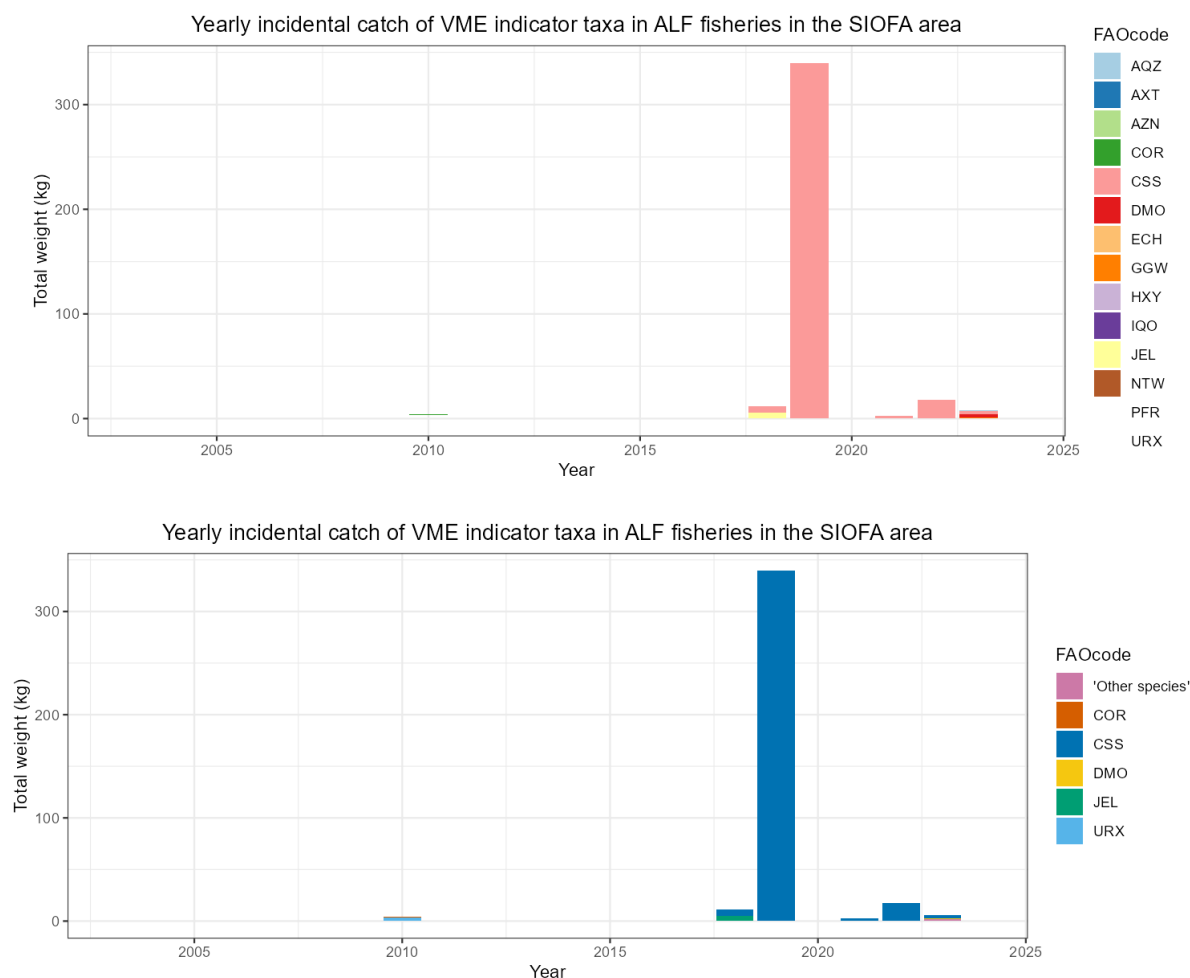 Yearly incidental catch of VME indicator taxa in ALF fisheries in the SIOFA area
FAOcode
AQZ
AXT
AZN
COR
CSS
DMO
ECH
GGW
HXY
IQO
JEL
NTW
PFR
URX
Total weight (kg)
300
200
100
0
2005
2010
2015
2020
2025
Year
Yearly incidental catch of VME indicator taxa in ALF fisheries in the SIOFA area
FAOcode
'Other species'
COR
CSS
DMO
JEL
URX
Total weight (kg)
300
200
100
0
2005
2010
2015
2020
2025
Year